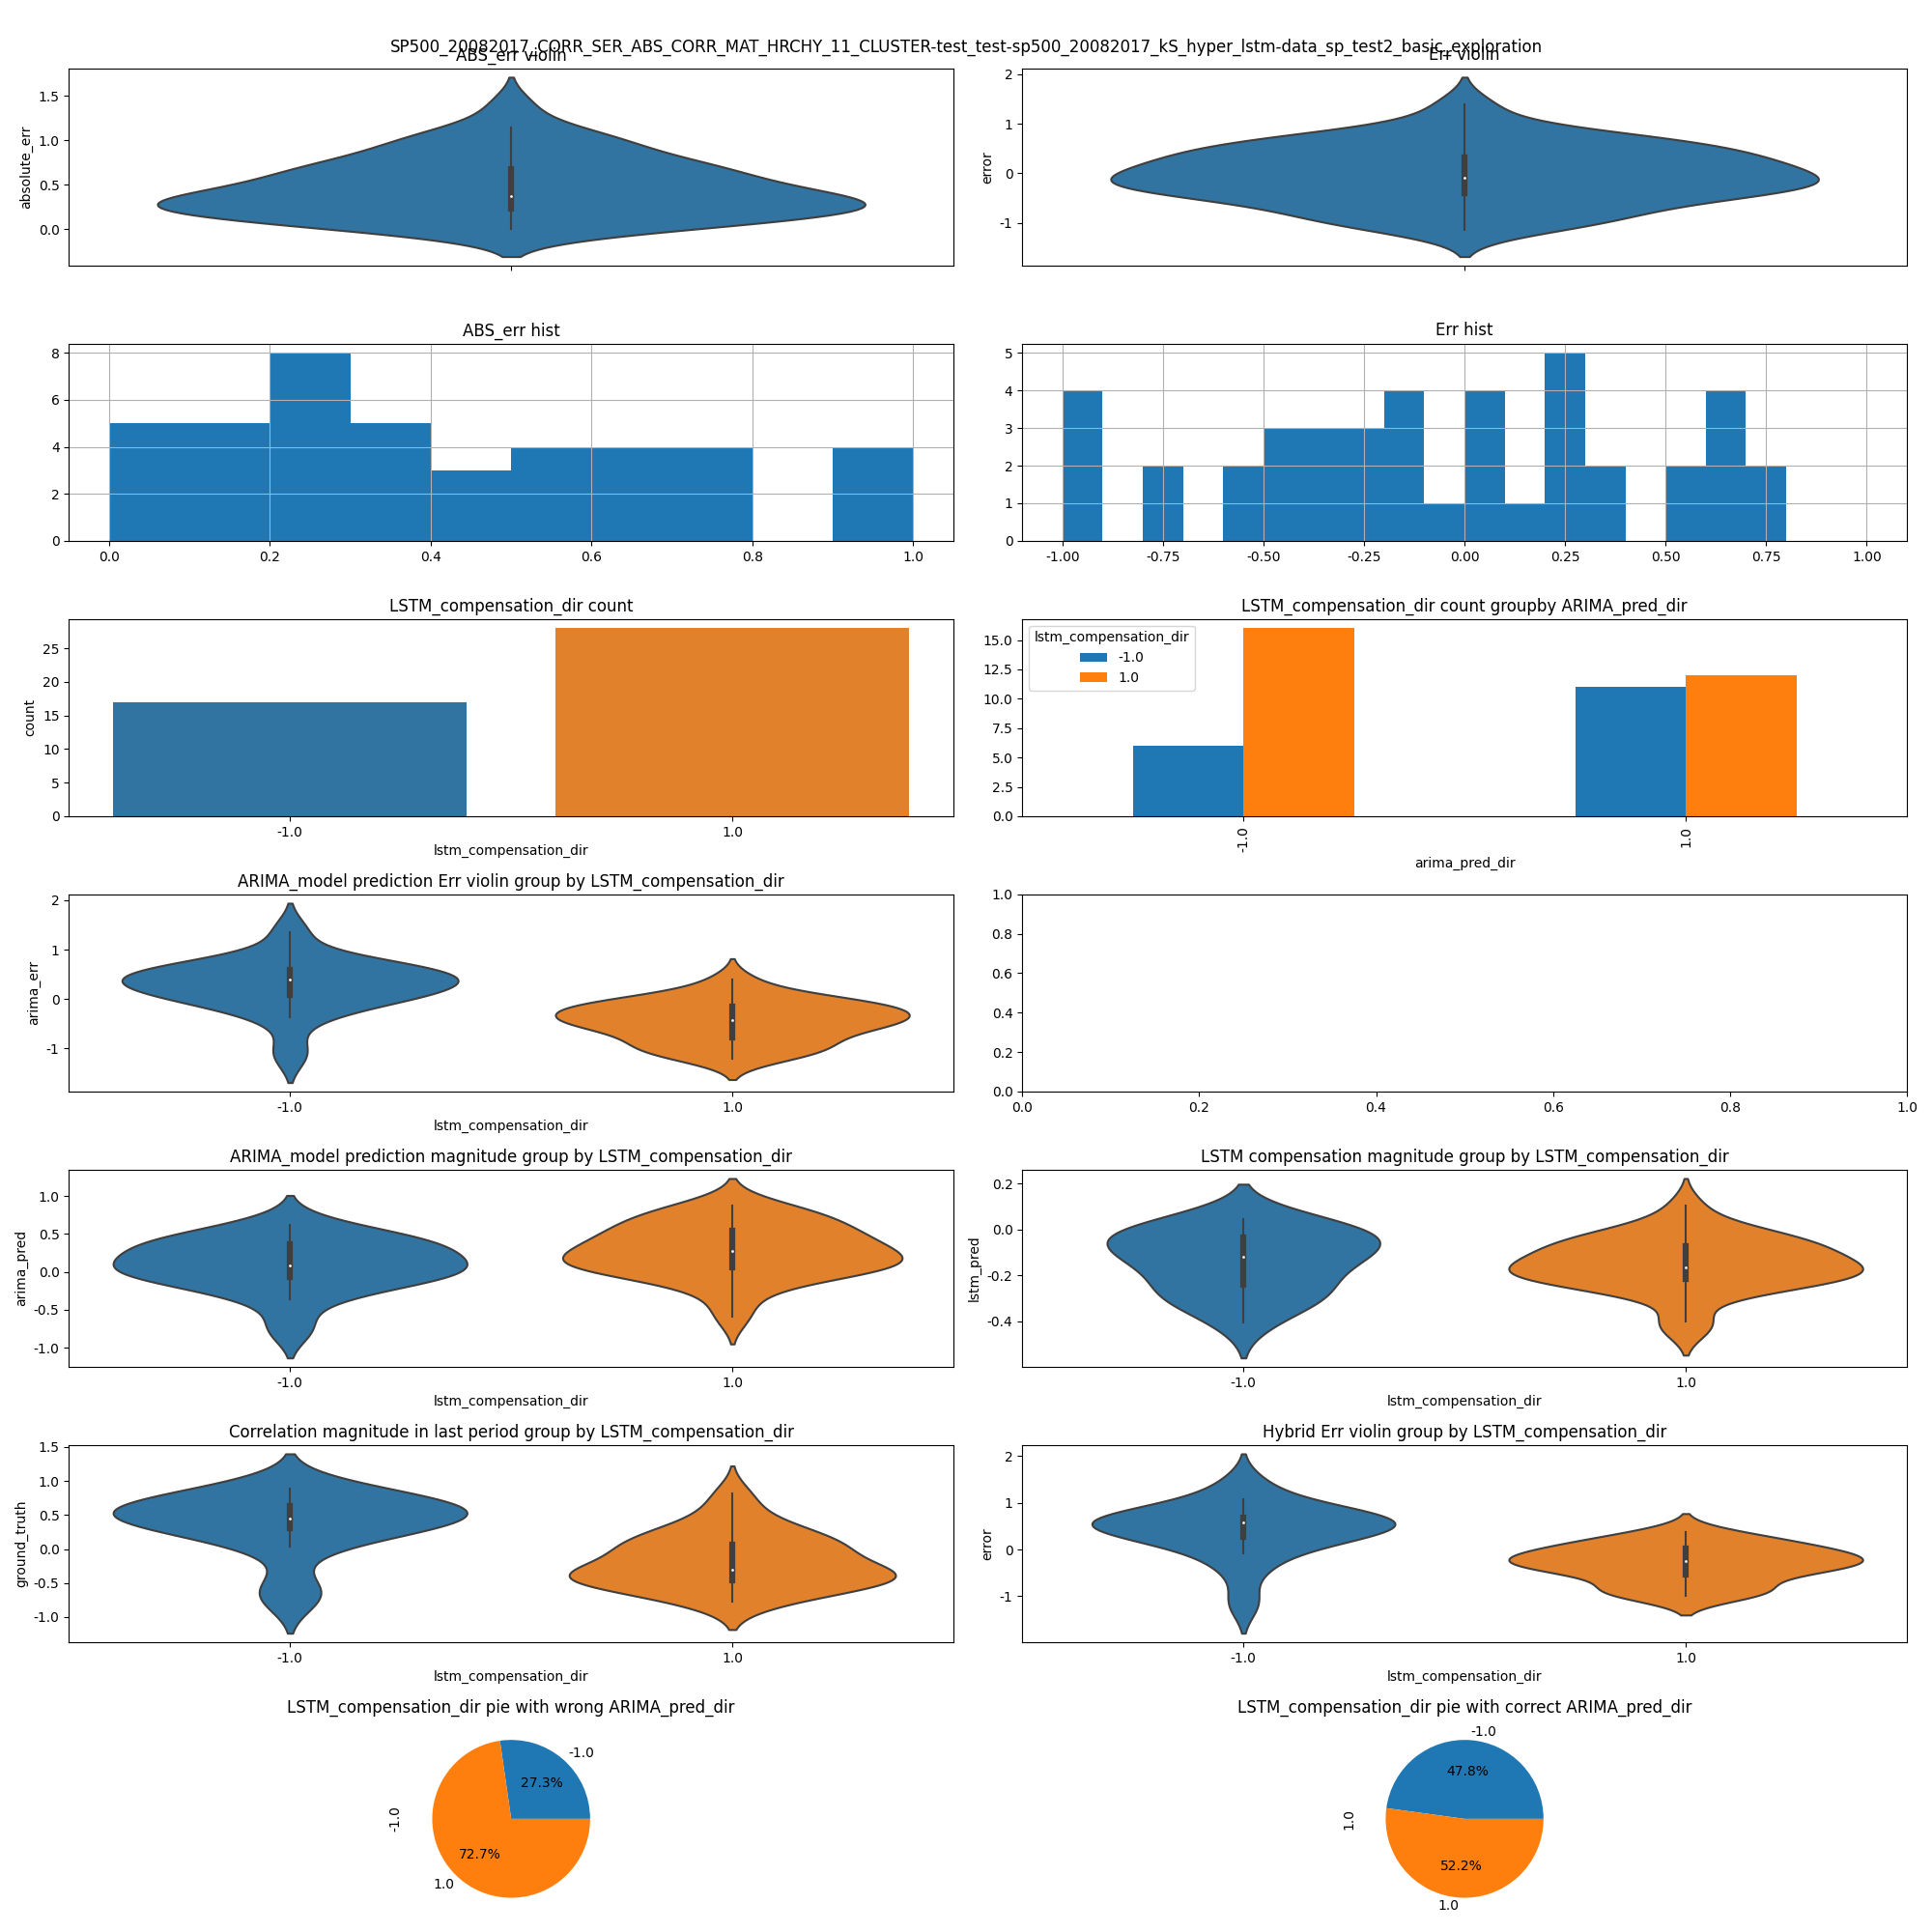 SP500_20082017_CORR_SER_ABS_CORR_MAT_HRCHY_11_CLUSTER-test_test-sp500_20082017_kS_hyper_lstm-data_sp_test2_basic_exploration
ABS_err violin
Err violin
absolute_err
1.5
1.0
0.5
0.0
error
2
1
0
-1
ABS_err hist
8
6
4
2
0
0.0 0.2 0.4 0.6 0.8 1.0
Err hist
5
4
3
2
1
0
-1.00 -0.75 -0.50 -0.25 0.00 0.25 0.50 0.75 1.00
LSTM_compensation_dir count
count
25
20
15
10
5
0
-1.0 1.0
lstm_compensation_dir
LSTM_compensation_dir count groupby ARIMA_pred_dir
15.0
12.5
10.0
7.5
5.0
2.5
0.0
lstm_compensation_dir
-1.0
1.0
-1.0 1.0
arima_pred_dir
ARIMA_model prediction Err violin group by LSTM_compensation_dir
arima_err
2
1
0
-1
-1.0 1.0
lstm_compensation_dir
1.0
0.8
0.6
0.4
0.2
0.0
0.0 0.2 0.4 0.6 0.8 1.0
ARIMA_model prediction magnitude group by LSTM_compensation_dir
arima_pred
1.0
0.5
0.0
-0.5
-1.0
-1.0 1.0
lstm_compensation_dir
LSTM compensation magnitude group by LSTM_compensation_dir
lstm_pred
0.2
0.0
-0.2
-0.4
-1.0 1.0
lstm_compensation_dir
Correlation magnitude in last period group by LSTM_compensation_dir
ground_truth
1.5
1.0
0.5
0.0
-0.5
-1.0
-1.0 1.0
lstm_compensation_dir
Hybrid Err violin group by LSTM_compensation_dir
error
2
1
0
-1
-1.0 1.0
lstm_compensation_dir
LSTM_compensation_dir pie with wrong ARIMA_pred_dir
-1.0
-1.0
27.3%
72.7%
1.0
LSTM_compensation_dir pie with correct ARIMA_pred_dir
1.0
-1.0
47.8%
52.2%
1.0